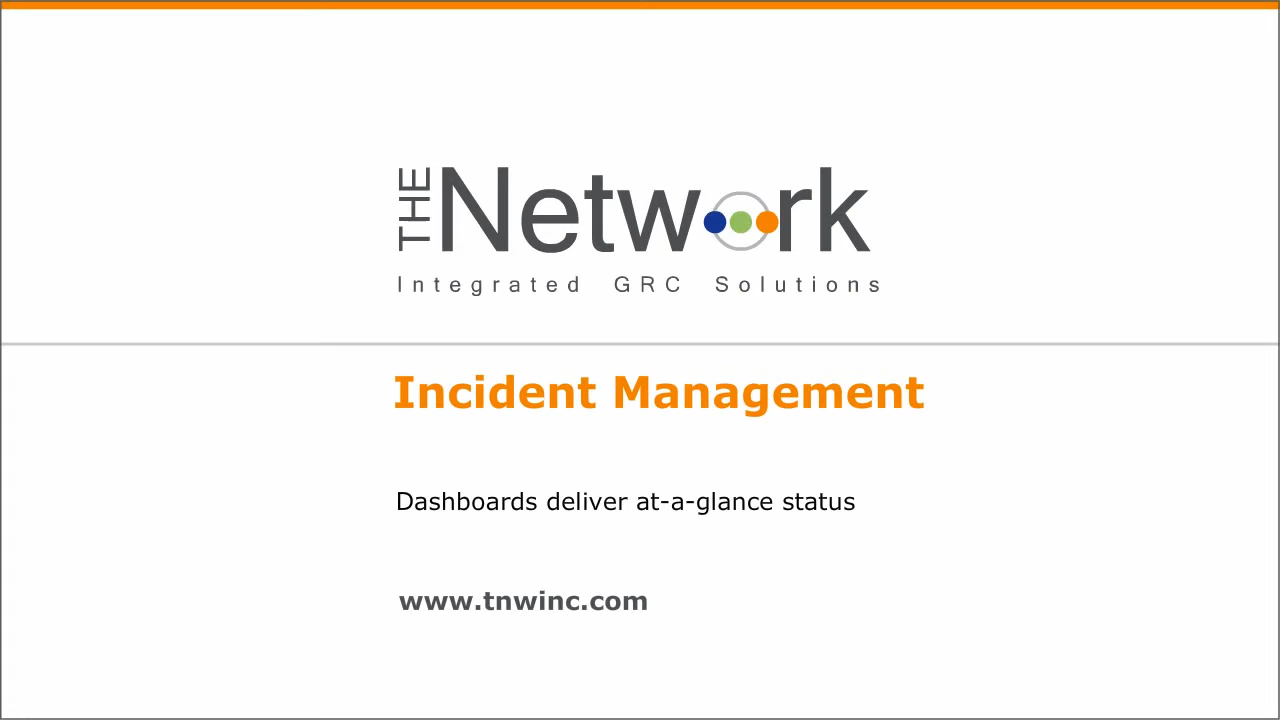 THE Network
Integrated GRC Solutions
Incident Management
Dashboards deliver at-a-glance status
www.tnwinc.com